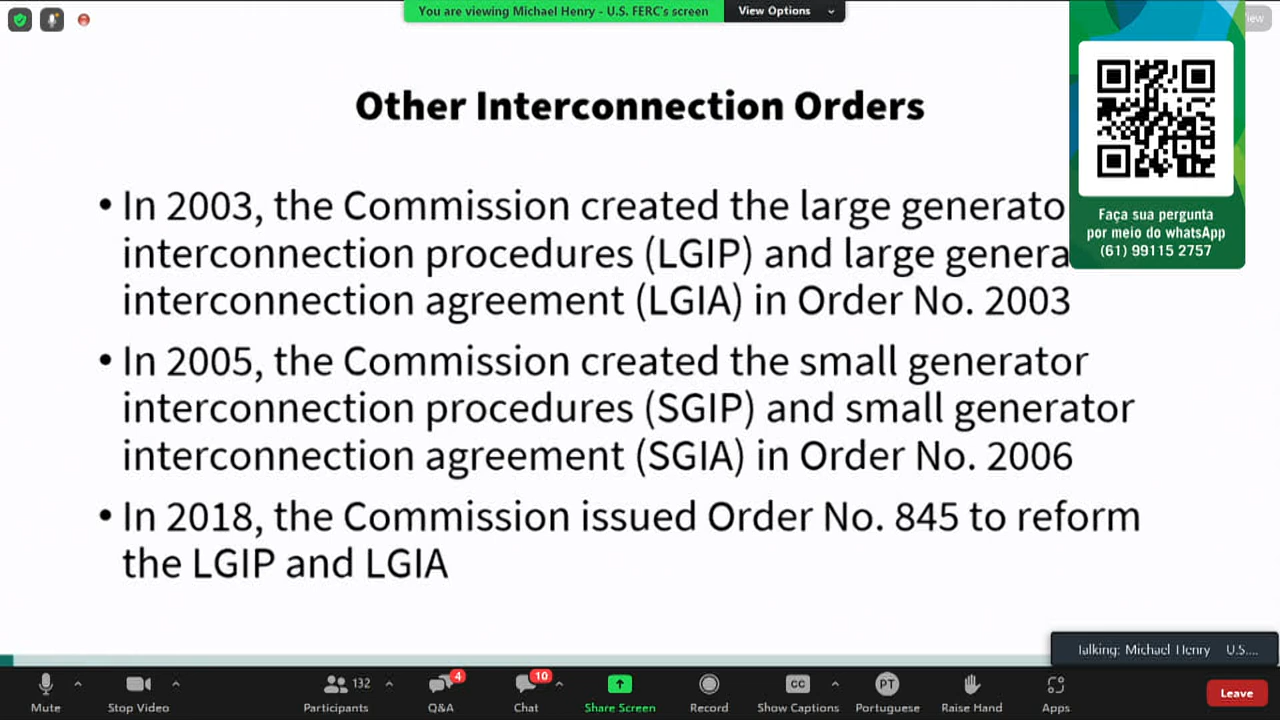 You are viewing Michael Henry - U.S. FERC's screen
View Options
Other Interconnection Orders
• In 2003, the Commission created the large generato
interconnection procedures (LGIP) and large genera
interconnection agreement (LGIA) in Order No. 2003
• In 2005, the Commission created the small generator
interconnection procedures (SGIP) and small generator
interconnection agreement (SGIA) in Order No. 2006
• In 2018, the Commission issued Order No. 845 to reform
the LGIP and LGIA
Faça sua pergunta
por meio do whatsApp
(61) 99115 2757
Talking: Michael Henry U.S....
Mute
Stop Video
132
Participants
4
Q&A
10
Chat
Share Screen
Record
CC
Show Captions
PT
Portuguese
Raise Hand
Apps
Leave